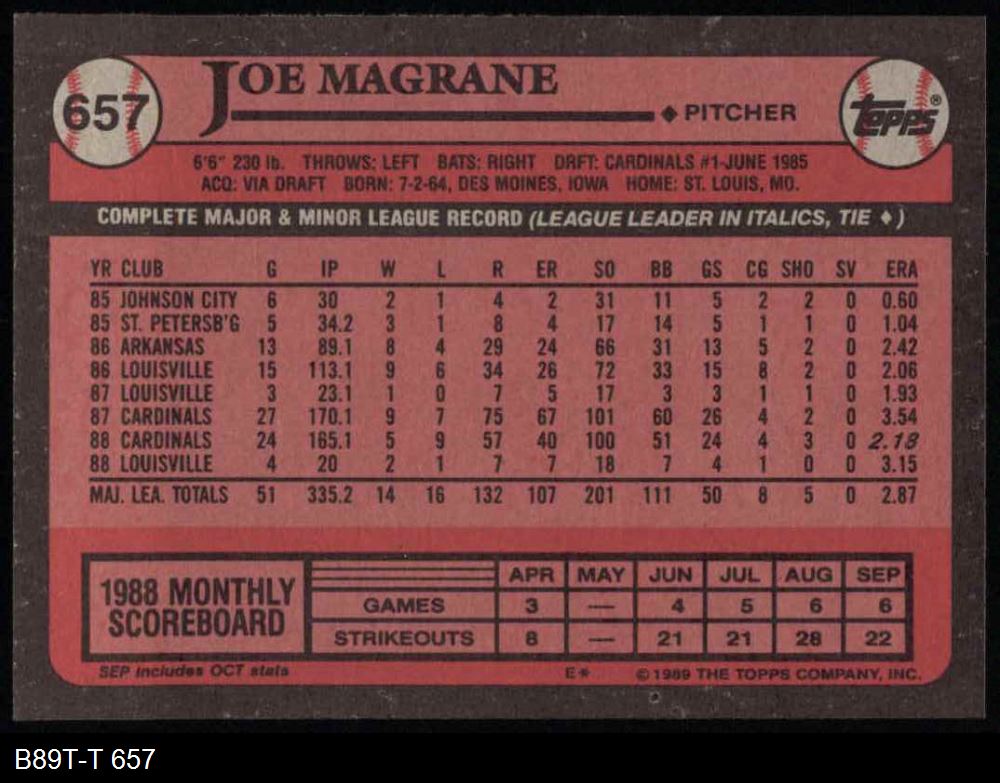 657
JOE MAGRANE
◆ PITCHER
TOPPS®
6'6" 230 lb. THROWS: LEFT BATS: RIGHT DRFT: CARDINALS #1-JUNE 1985
ACQ: VIA DRAFT BORN: 7-2-64, DES MOINES, IOWA HOME: ST. LOUIS, MO.
COMPLETE MAJOR & MINOR LEAGUE RECORD (LEAGUE LEADER IN ITALICS, TIE ♦)
YR CLUB G IP W L R ER SO BB GS CG SHO SV ERA
85 JOHNSON CITY 6 30 2 1 4 2 31 11 5 2 2 0 0.60
85 ST. PETERSB'G 5 34.2 3 1 8 4 17 14 5 1 1 0 1.04
86 ARKANSAS 13 89.1 8 4 29 24 66 31 13 5 2 0 2.42
86 LOUISVILLE 15 113.1 9 6 34 26 72 33 15 8 2 0 2.06
87 LOUISVILLE 3 23.1 1 0 7 5 17 3 3 1 1 0 1.93
87 CARDINALS 27 170.1 9 7 75 67 101 60 26 4 2 0 3.54
88 CARDINALS 24 165.1 5 9 57 40 100 51 24 4 3 0 2.18
88 LOUISVILLE 4 20 2 1 7 7 18 7 4 1 0 0 3.15
MAJ. LEA. TOTALS 51 335.2 14 16 132 107 201 111 50 8 5 0 2.87
1988 MONTHLY SCOREBOARD
APR MAY JUN JUL AUG SEP
GAMES 3 — 4 5 6 6
STRIKEOUTS 8 — 21 21 28 22
SEP includes OCT stats
E* © 1989 THE TOPPS COMPANY, INC.
B89T-T 657